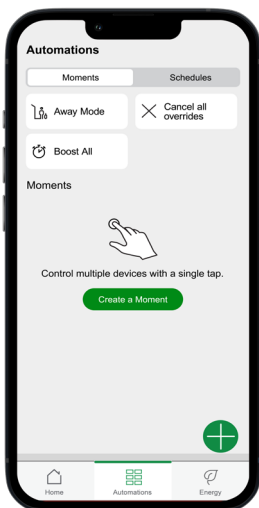 Automations
Moments
Schedules
Away Mode
Cancel all
overrides
Boost All
Moments
Control multiple devices with a single tap.
Create a Moment
Home
Automations
Energy